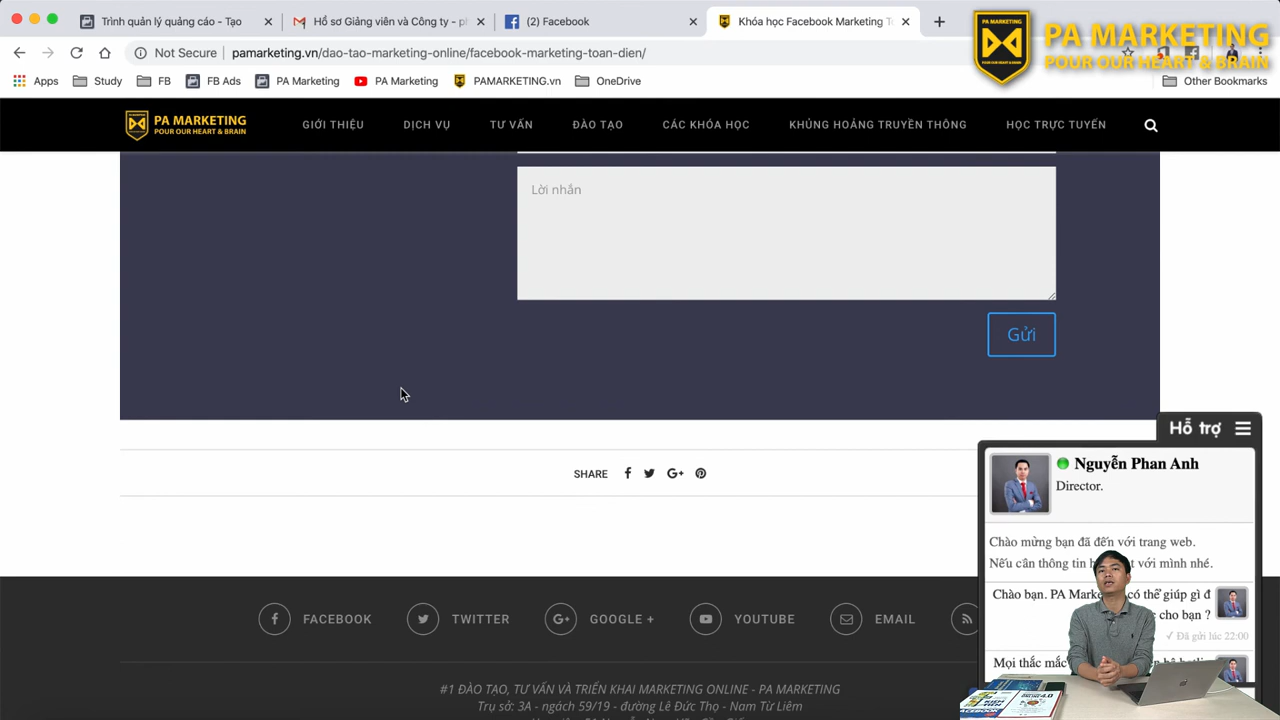 Trình quản lý quảng cáo - Tạo
Hồ sơ Giảng viên và Công ty - ph
(2) Facebook
Khóa học Facebook Marketing T
PA MARKETING
POUR OUR HEART & BRAIN
Not Secure
pamarketing.vn/dao-tao-marketing-online/facebook-marketing-toan-dien/
Apps
Study
FB
FB Ads
PA Marketing
PA Marketing
PAMARKETING.vn
OneDrive
Other Bookmarks
PA MARKETING
POUR OUR HEART & BRAIN
GIỚI THIỆU
DỊCH VỤ
TƯ VẤN
ĐÀO TẠO
CÁC KHÓA HỌC
KHỦNG HOẢNG TRUYỀN THÔNG
HỌC TRỰC TUYẾN
Lời nhắn
Gửi
SHARE
Hỗ trợ
Nguyễn Phan Anh
Director.
Chào mừng bạn đã đến với trang web.
Nếu cần thông tin với mình nhé.
Chào bạn. PA Marke có thể giúp gì đ
cho bạn ?
✓ Đã gửi lúc 22:00
Mọi thắc mắc
FACEBOOK
TWITTER
GOOGLE +
YOUTUBE
EMAIL
#1 ĐÀO TẠO, TƯ VẤN VÀ TRIỂN KHAI MARKETING ONLINE - PA MARKETING
Trụ sở: 3A - ngách 59/19 - đường Lê Đức Thọ - Nam Từ Liêm